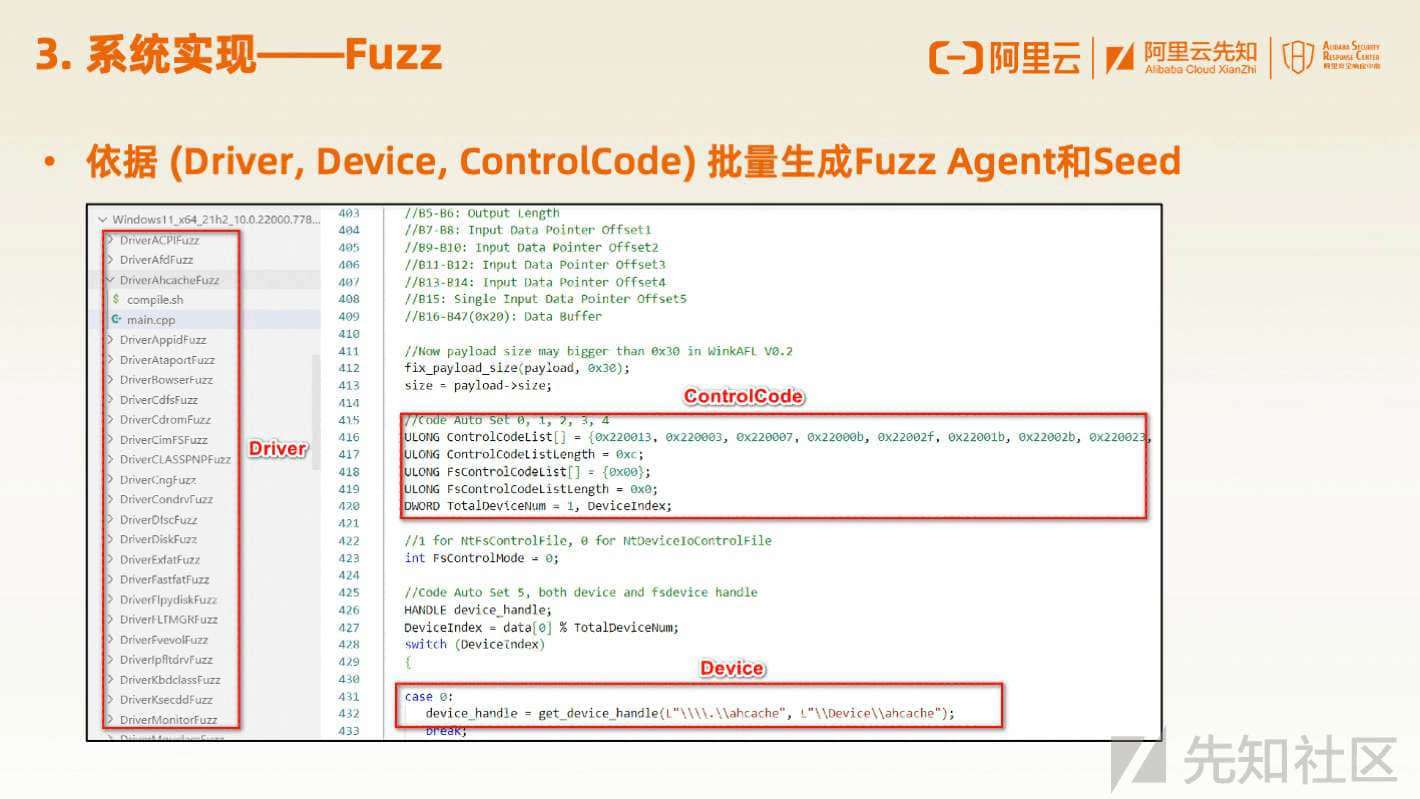 3. 系统实现——Fuzz
阿里云
阿里云先知
Alibaba Cloud XianZhi
ALIBABA SECURITY
RESPONSE CENTER
阿里安全响应中心
• 依据 (Driver, Device, ControlCode) 批量生成Fuzz Agent和Seed
Windows11_x64_21h2_10.0.22000.778...
DriverACPIFuzz
DriverAfdFuzz
DriverAhcacheFuzz
compile.sh
main.cpp
DriverAppidFuzz
DriverAtaportFuzz
DriverBowserFuzz
DriverCdfsFuzz
DriverCdromFuzz
DriverCimFSFuzz
DriverCLASSPNPFuzz
DriverCngFuzz
DriverCondrvFuzz
DriverDfscFuzz
DriverDiskFuzz
DriverExfatFuzz
DriverFastfatFuzz
DriverFlpydiskFuzz
DriverFLTMGRFuzz
DriverFvevolFuzz
DriverIpfltdrvFuzz
DriverKbdclassFuzz
DriverKsecddFuzz
DriverMonitorFuzz
Driver
403 //B5-B6: Output Length
404 //B7-B8: Input Data Pointer Offset1
405 //B9-B10: Input Data Pointer Offset2
406 //B11-B12: Input Data Pointer Offset3
407 //B13-B14: Input Data Pointer Offset4
408 //B15: Single Input Data Pointer Offset5
409 //B16-B47(0x20): Data Buffer
410
411 //Now payload size may bigger than 0x30 in WinkAFL V0.2
412 fix_payload_size(payload, 0x30);
413 size = payload->size;
414
ControlCode
415 //Code Auto Set 0, 1, 2, 3, 4
416 ULONG ControlCodeList[] = {0x220013, 0x220003, 0x220007, 0x22000b, 0x22002f, 0x22001b, 0x22002b, 0x220023,
417 ULONG ControlCodeListLength = 0xc;
418 ULONG FsControlCodeList[] = {0x00};
419 ULONG FsControlCodeListLength = 0x0;
420 DWORD TotalDeviceNum = 1, DeviceIndex;
421
422 //1 for NtFsControlFile, 0 for NtDeviceIoControlFile
423 int FsControlMode = 0;
424
425 //Code Auto Set 5, both device and fsdevice handle
426 HANDLE device_handle;
427 DeviceIndex = data[0] % TotalDeviceNum;
428 switch (DeviceIndex)
429 {
430
Device
431 case 0:
432 device_handle = get_device_handle(L"\\\\.\\ahcache", L"\\Device\\ahcache");
433 break;
先知社区